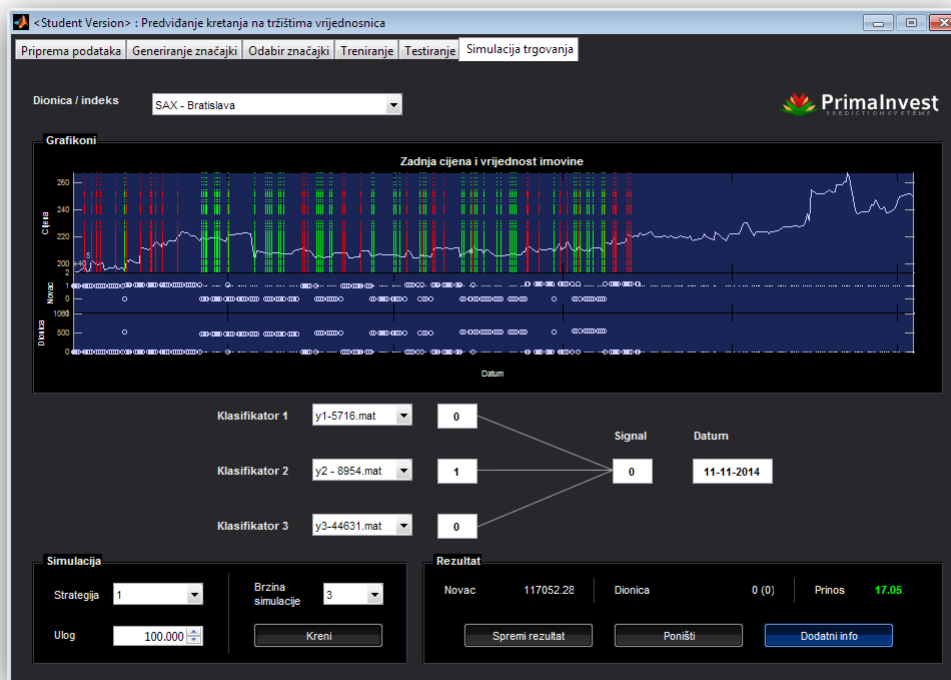 <Student Version> : Predviđanje kretanja na tržištima vrijednosnica
Priprema podataka Generiranje značajki Odabir značajki Treniranje Testiranje Simulacija trgovanja
Dionica / indeks SAX - Bratislava
PrimaInvest
PREDICTION SYSTEMS
Grafikoni
Zadnja cijena i vrijednost imovine
260
240
220
200
Cijena
2
1
0
Novac
1000
500
0
Dionica
Datum
Klasifikator 1 y1-5716.mat 0
Signal Datum
Klasifikator 2 y2 - 8954.mat 1 0 11-11-2014
Klasifikator 3 y3-44631.mat 0
Simulacija Rezultat
Strategija 1 Brzina simulacije 3 Novac 117052.28 Dionica 0 (0) Prinos 17.05
Ulog 100.000 Kreni Spremi rezultat Poništi Dodatni info